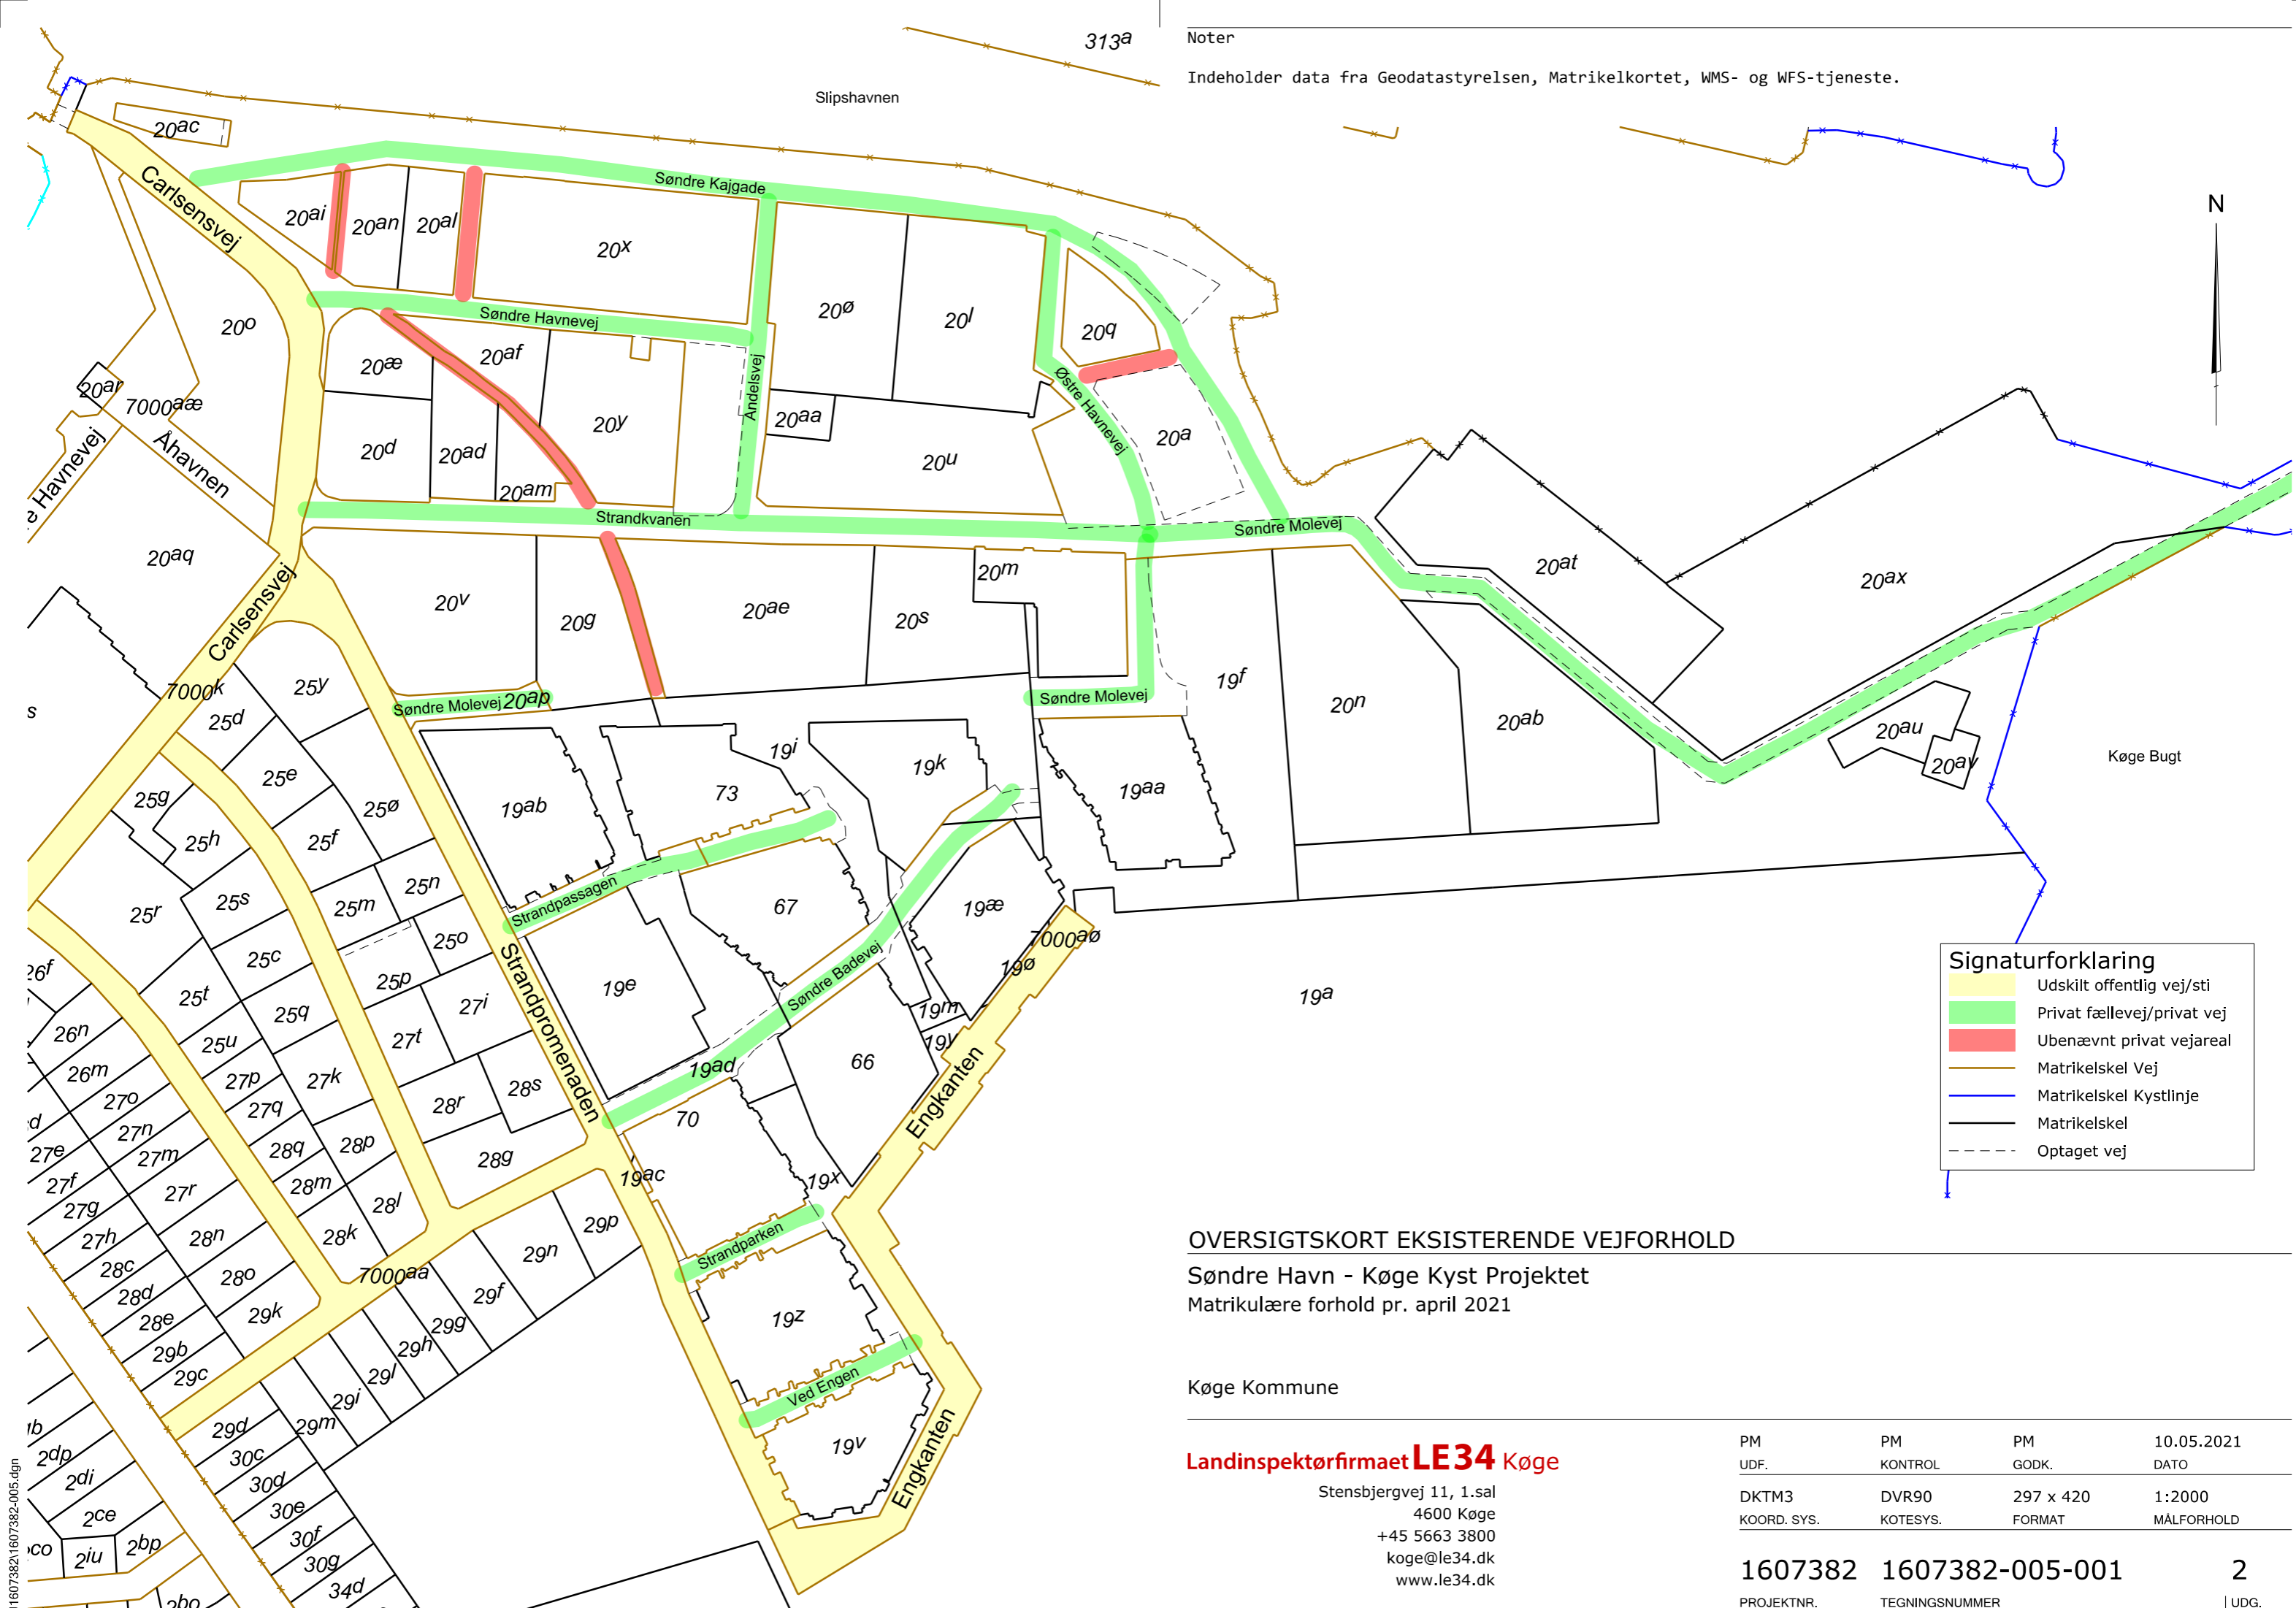 313a
Noter
Indeholder data fra Geodatastyrelsen, Matrikelkortet, WMS- og WFS-tjeneste.
Slipshavnen
20ac
Carlsensvej
Søndre Kajgade
20ai
20an
20al
20x
N
20o
Søndre Havnevej
20ø
20l
20q
20æ
20af
20ar
7000aæ
Andelsvej
20aa
Østre Havnevej
20y
20a
Åhavnen
20d
20ad
20u
20am
e Havnevej
Strandkvanen
Søndre Molevej
20aq
20m
20at
20ax
Carlsensvej
20v
20g
20ae
20s
19f
7000k
25y
Søndre Molevej
20ap
Søndre Molevej
20n
20ab
s
25d
19i
19k
20au
Køge Bugt
20av
25e
25g
25ø
19ab
73
19aa
25h
25f
25n
25s
25m
Strandpassagen
67
19æ
25r
25o
7000aø
26f
25c
25p
Søndre Badevej
19ø
25t
19e
19a
25q
27i
Strandpromenaden
19m
26n
25u
27t
19y
26m
27p
27k
28s
19ad
66
Engkanten
27o
27q
28r
70
d
27n
28q
28p
27e
27m
28g
27f
28m
19ac
19x
27r
28l
27g
28k
29p
27h
28n
29n
Strandparken
28c
28o
7000aa
28d
29f
28e
29k
29g
19z
29b
29h
29c
29l
Ved Engen
29i
29d
29m
19v
Engkanten
30c
2dp
30d
2di
30e
2ce
30f
2iu
2bp
30g
34d
2bo
Signaturforklaring
Udskilt offentlig vej/sti
Privat fællevej/privat vej
Ubenævnt privat vejareal
Matrikelskel Vej
Matrikelskel Kystlinje
Matrikelskel
Optaget vej
OVERSIGTSKORT EKSISTERENDE VEJFORHOLD
Søndre Havn - Køge Kyst Projektet
Matrikulære forhold pr. april 2021
Køge Kommune
Landinspektørfirmaet LE34 Køge
Stensbjergvej 11, 1.sal
4600 Køge
+45 5663 3800
koge@le34.dk
www.le34.dk
PM PM PM 10.05.2021
UDF. KONTROL GODK. DATO
DKTM3 DVR90 297 x 420 1:2000
KOORD. SYS. KOTESYS. FORMAT MÅLFORHOLD
1607382 1607382-005-001 2
PROJEKTNR. TEGNINGSNUMMER UDG.
1607382\1607382-005.dgn